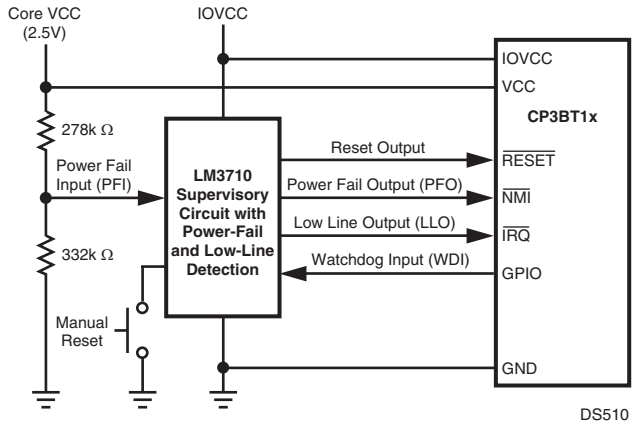 Core VCC
(2.5V)
IOVCC
278k Ω
Power Fail
Input (PFI)
332k Ω
Manual
Reset
LM3710
Supervisory
Circuit with
Power-Fail
and Low-Line
Detection
Reset Output
Power Fail Output (PFO)
Low Line Output (LLO)
Watchdog Input (WDI)
IOVCC
VCC
CP3BT1x
RESET
NMI
IRQ
GPIO
GND
DS510